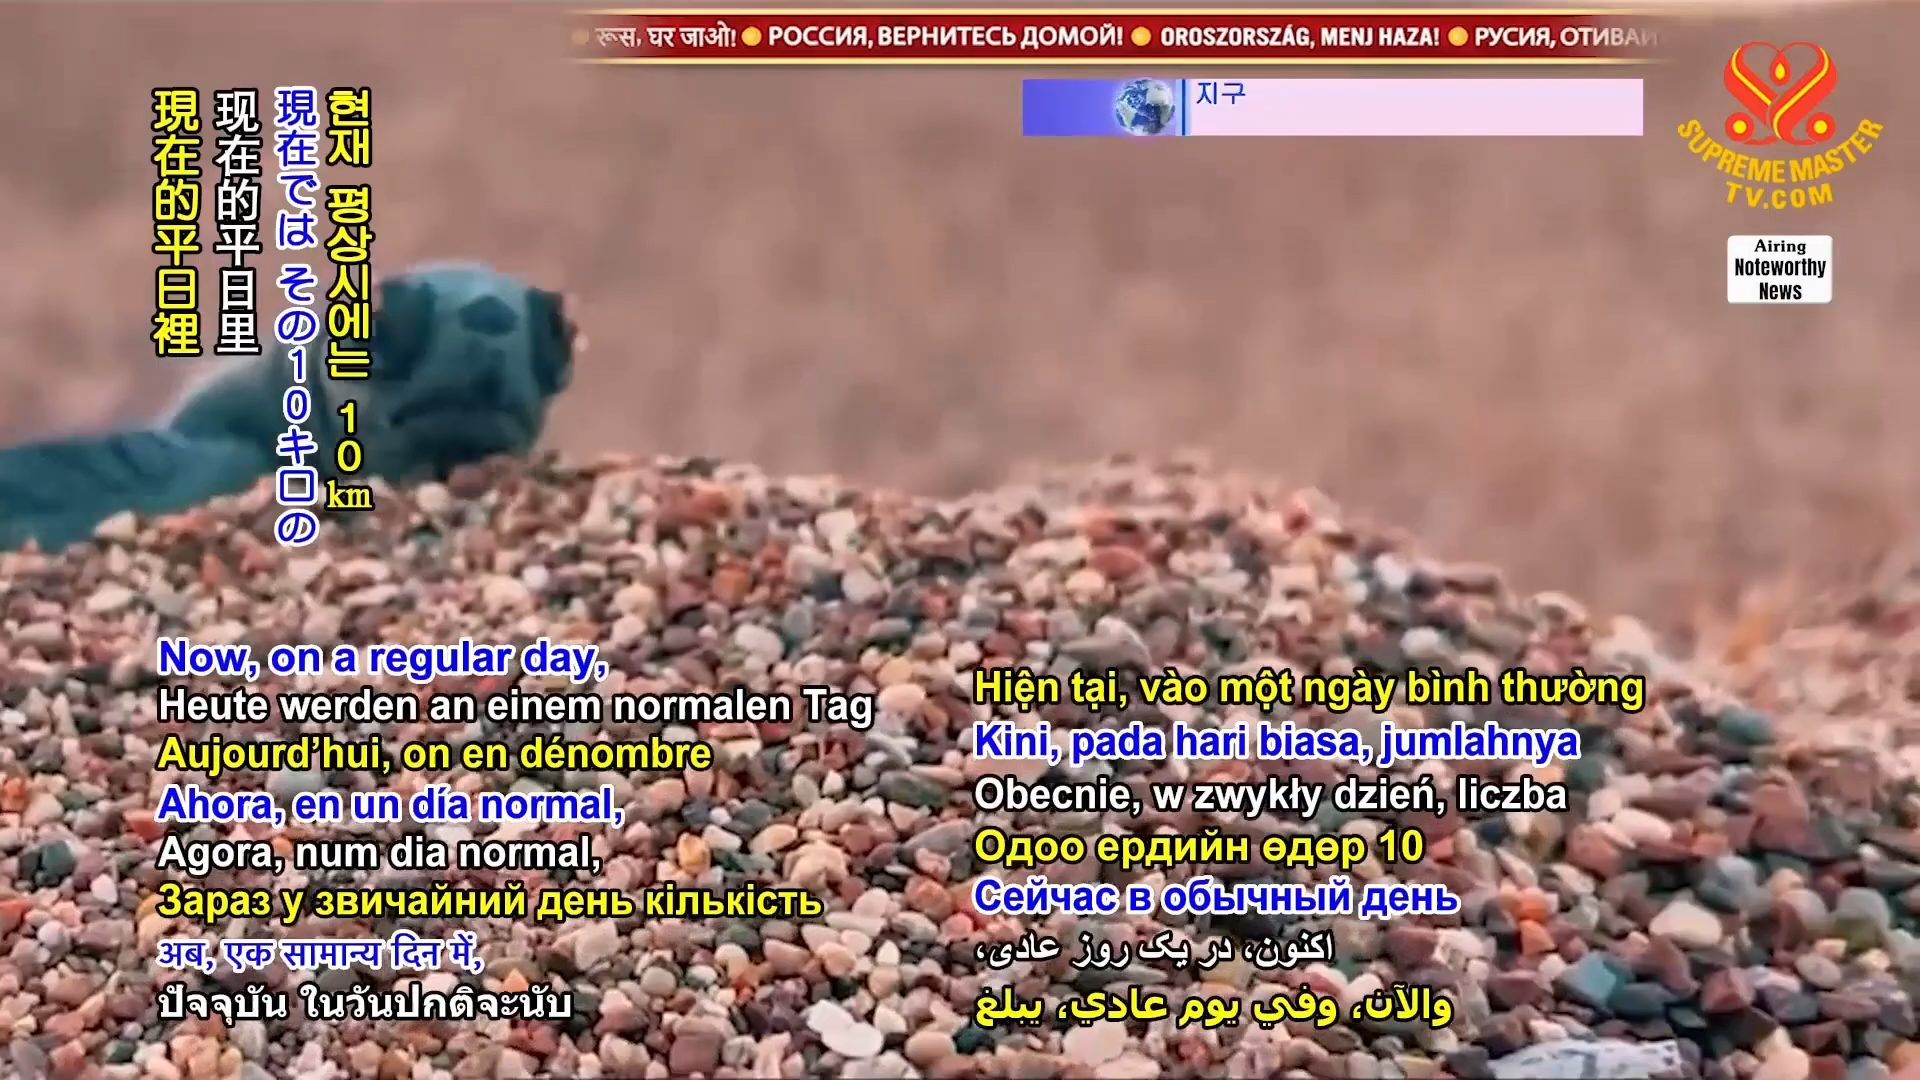 रूस, घर जाओ! РОССИЯ, ВЕРНИТЕСЬ ДОМОЙ! OROSZORSZÁG, MENJ HAZA! РУСИЯ, ОТИВАЙ
지구
SUPREME MASTER
TV.COM
Airing
Noteworthy
News
현재 평상시에는 10㎞
現在では その10キロの
现在的平日里
現在的平日裡
Now, on a regular day,
Heute werden an einem normalen Tag
Aujourd’hui, on en dénombre
Ahora, en un día normal,
Agora, num dia normal,
Зараз у звичайний день кількість
अब, एक सामान्य दिन में,
ปัจจุบัน ในวันปกติจะนับ
Hiện tại, vào một ngày bình thường
Kini, pada hari biasa, jumlahnya
Obecnie, w zwykły dzień, liczba
Одоо ердийн өдөр 10
Сейчас в обычный день
اکنون، در یک روز عادی،
والآن، وفي يوم عادي، يبلغ